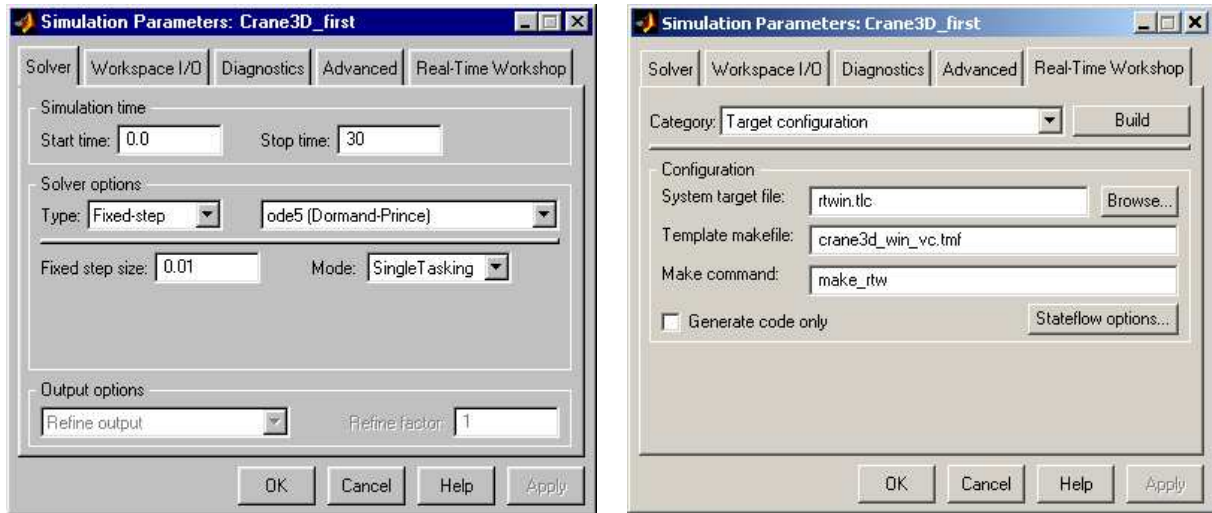 Simulation Parameters: Crane3D_first
Solver Workspace I/O Diagnostics Advanced Real-Time Workshop
Simulation time
Start time: 0.0 Stop time: 30
Solver options
Type: Fixed-step ode5 (Dormand-Prince)
Fixed step size: 0.01 Mode: SingleTasking
Output options
Refine output Refine factor: 1
OK Cancel Help Apply
Simulation Parameters: Crane3D_first
Solver Workspace I/O Diagnostics Advanced Real-Time Workshop
Category: Target configuration Build
Configuration
System target file: rtwin.tlc Browse...
Template makefile: crane3d_win_vc.tmf
Make command: make_rtw
Generate code only Stateflow options...
OK Cancel Help Apply